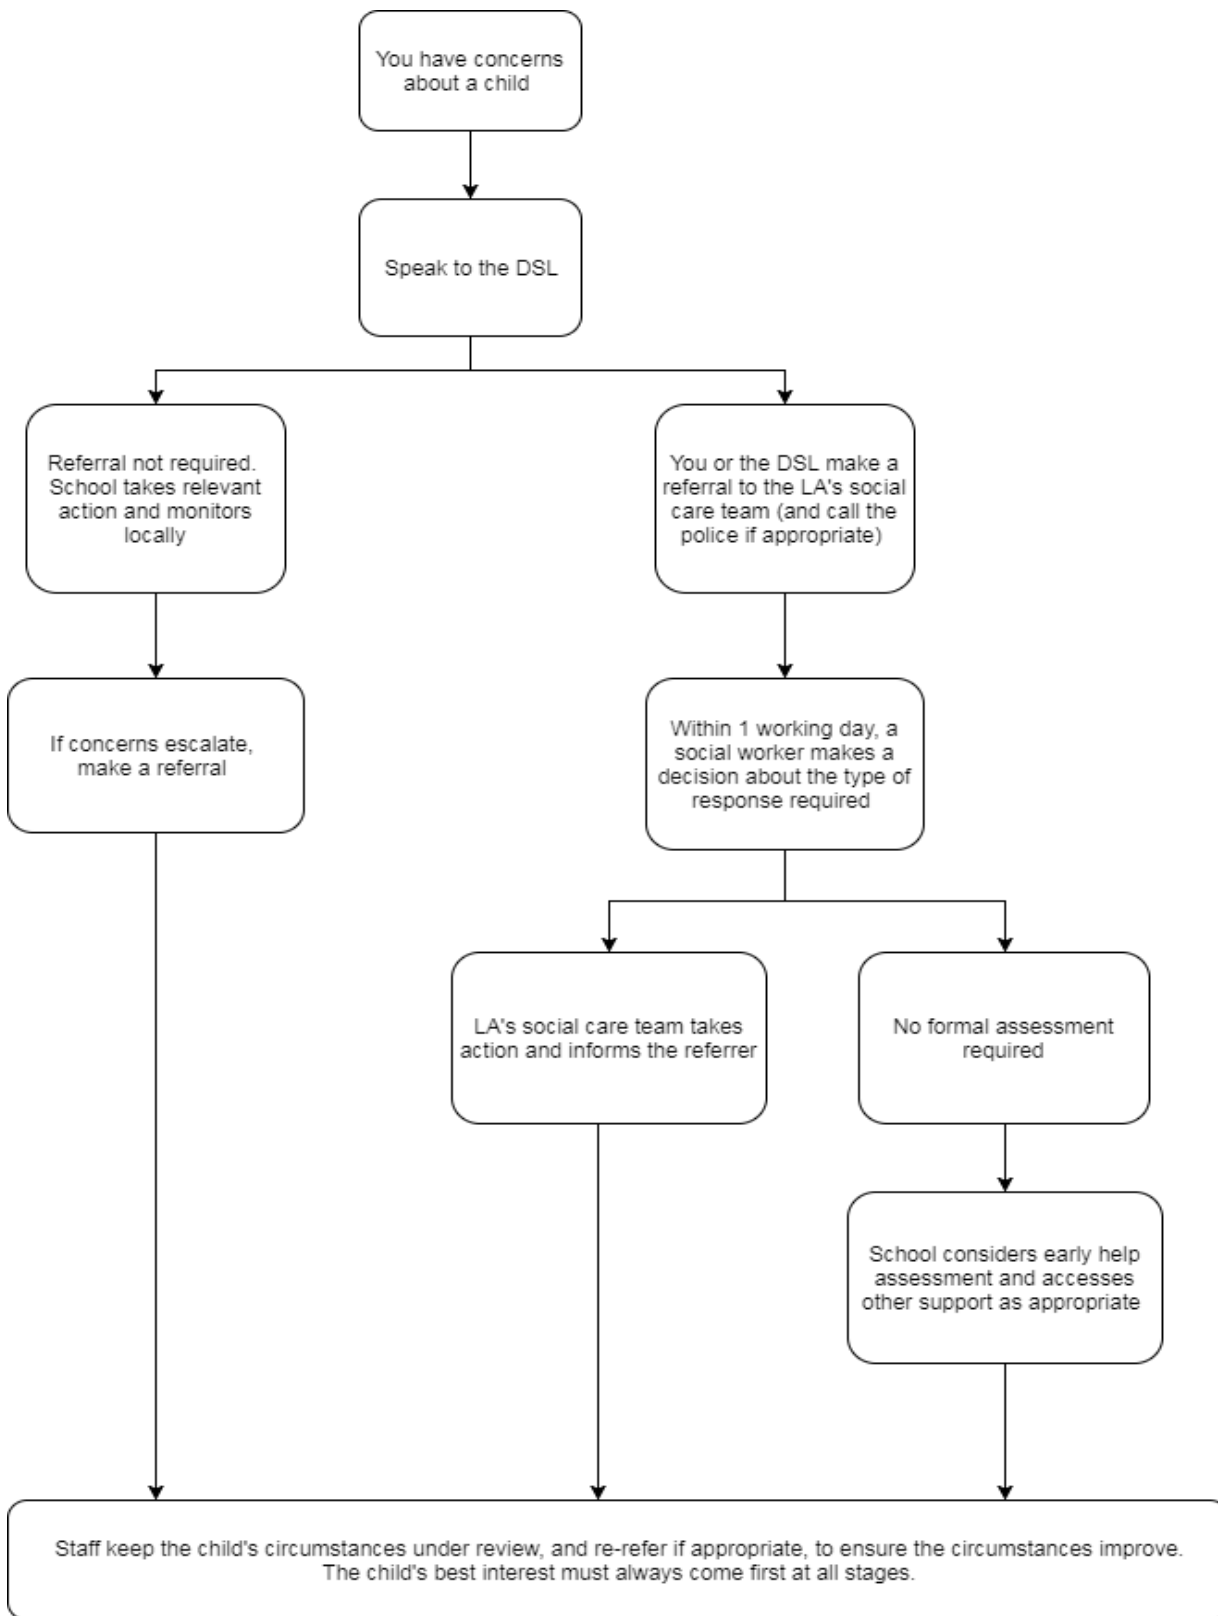 You have concerns
about a child
Speak to the DSL
Referral not required.
School takes relevant
action and monitors
locally
You or the DSL make a
referral to the LA's social
care team (and call the
police if appropriate)
If concerns escalate,
make a referral
Within 1 working day, a
social worker makes a
decision about the type of
response required
LA's social care team takes
action and informs the referrer
No formal assessment
required
School considers early help
assessment and accesses
other support as appropriate
Staff keep the child's circumstances under review, and re-refer if appropriate, to ensure the circumstances improve.
The child's best interest must always come first at all stages.